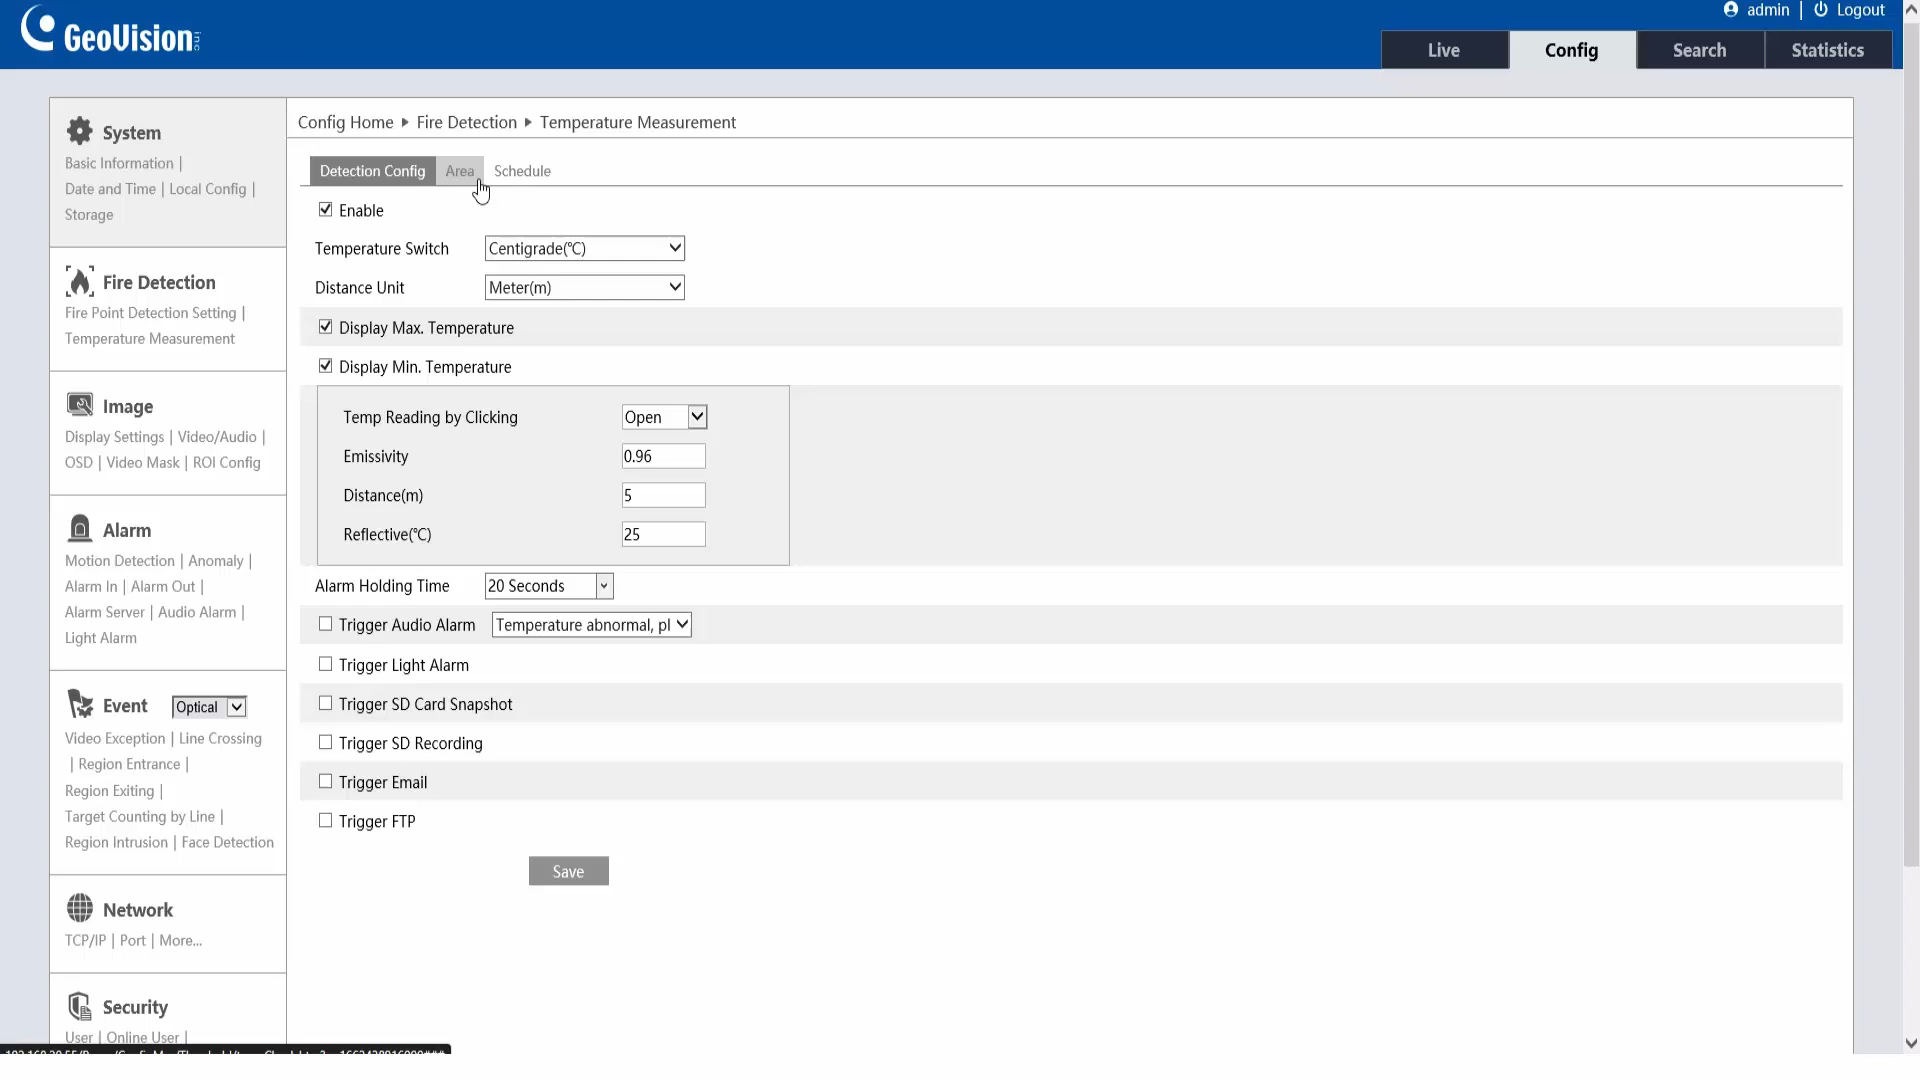 admin | Logout
GeoVision inc
Live Config Search Statistics
System
Basic Information |
Date and Time | Local Config |
Storage
Fire Detection
Fire Point Detection Setting |
Temperature Measurement
Image
Display Settings | Video/Audio |
OSD | Video Mask | ROI Config
Alarm
Motion Detection | Anomaly |
Alarm In | Alarm Out |
Alarm Server | Audio Alarm |
Light Alarm
Event Optical
Video Exception | Line Crossing
| Region Entrance |
Region Exiting |
Target Counting by Line |
Region Intrusion | Face Detection
Network
TCP/IP | Port | More...
Security
User | Online User |
Config Home ▸ Fire Detection ▸ Temperature Measurement
Detection Config Area Schedule
Enable
Temperature Switch Centigrade(℃)
Distance Unit Meter(m)
Display Max. Temperature
Display Min. Temperature
Temp Reading by Clicking Open
Emissivity 0.96
Distance(m) 5
Reflective(℃) 25
Alarm Holding Time 20 Seconds
Trigger Audio Alarm Temperature abnormal, pl
Trigger Light Alarm
Trigger SD Card Snapshot
Trigger SD Recording
Trigger Email
Trigger FTP
Save